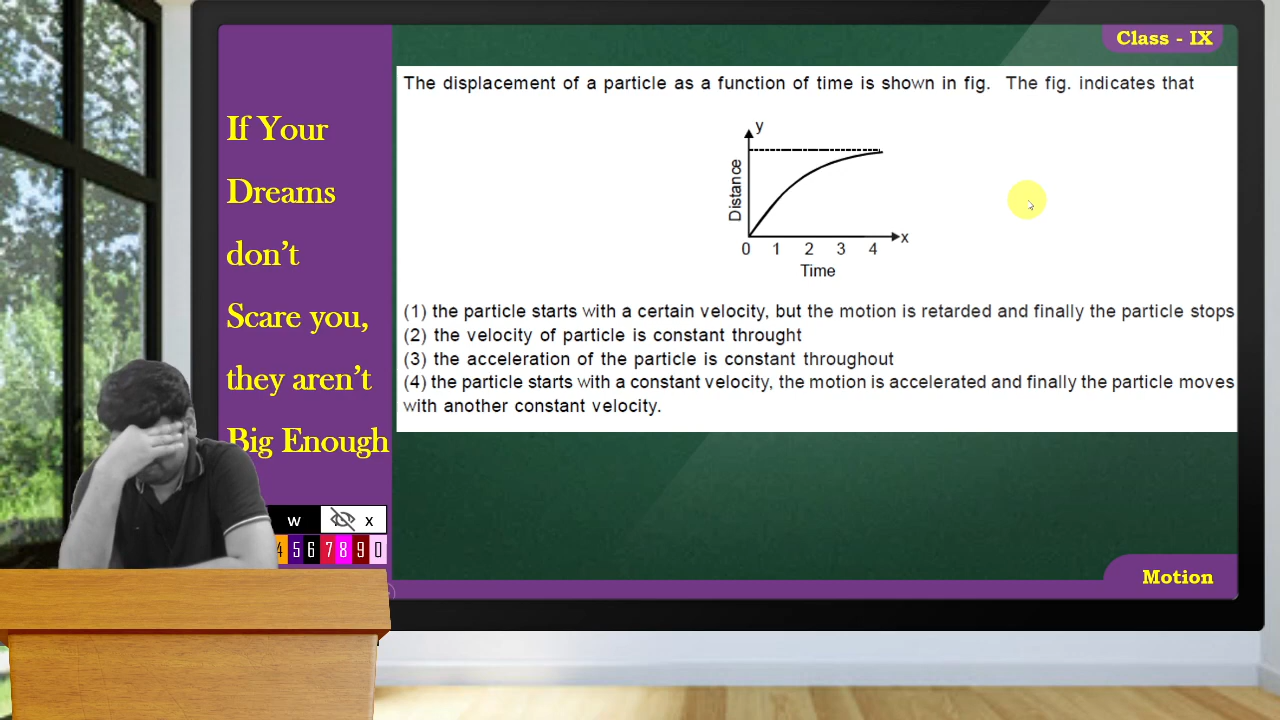 Class - IX
If Your
Dreams
don't
Scare you,
they aren't
Big Enough
The displacement of a particle as a function of time is shown in fig. The fig. indicates that
y
Distance
x
0 1 2 3 4
Time
(1) the particle starts with a certain velocity, but the motion is retarded and finally the particle stops
(2) the velocity of particle is constant throught
(3) the acceleration of the particle is constant throughout
(4) the particle starts with a constant velocity, the motion is accelerated and finally the particle moves
with another constant velocity.
w x
4 5 6 7 8 9 0
Motion